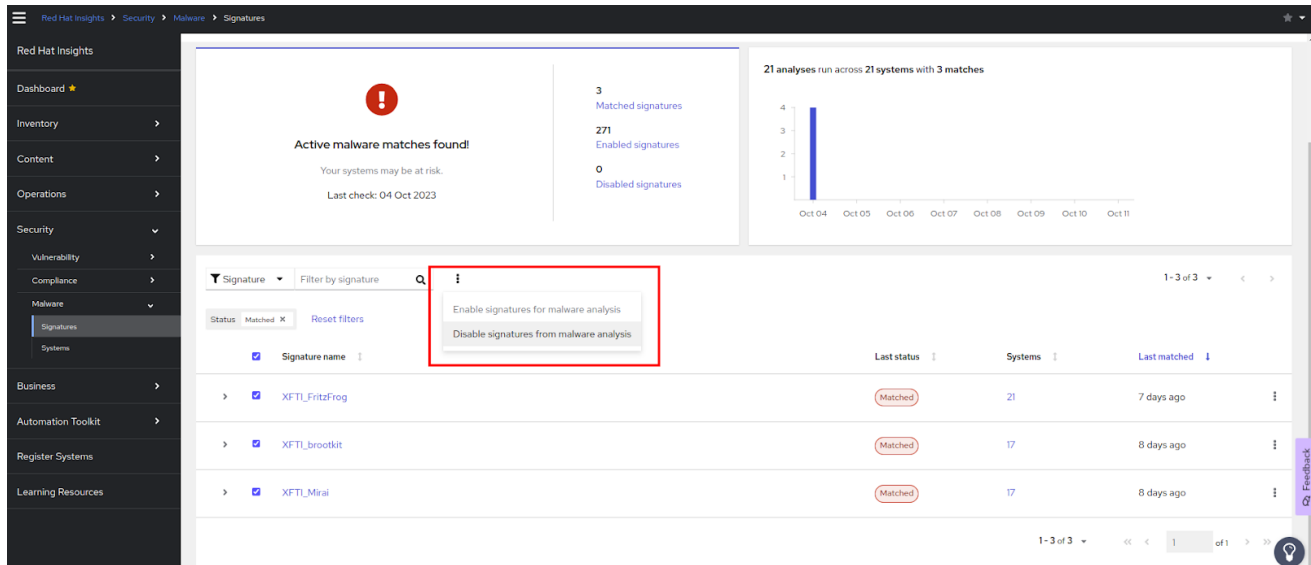 Red Hat Insights > Security > Malware > Signatures
Red Hat Insights
Dashboard
Inventory
Content
Operations
Security
Vulnerability
Compliance
Malware
Signatures
Systems
Business
Automation Toolkit
Register Systems
Learning Resources
Active malware matches found!
Your systems may be at risk.
Last check: 04 Oct 2023
3
Matched signatures
271
Enabled signatures
0
Disabled signatures
21 analyses run across 21 systems with 3 matches
4
3
2
1
Oct 04 Oct 05 Oct 06 Oct 07 Oct 08 Oct 09 Oct 10 Oct 11
Signature Filter by signature
1 - 3 of 3
Enable signatures for malware analysis
Disable signatures from malware analysis
Status Matched Reset filters
Signature name Last status Systems Last matched
XFTI_FritzFrog Matched 21 7 days ago
XFTI_brootkit Matched 17 8 days ago
XFTI_Mirai Matched 17 8 days ago
1 - 3 of 3 1 of 1
Feedback